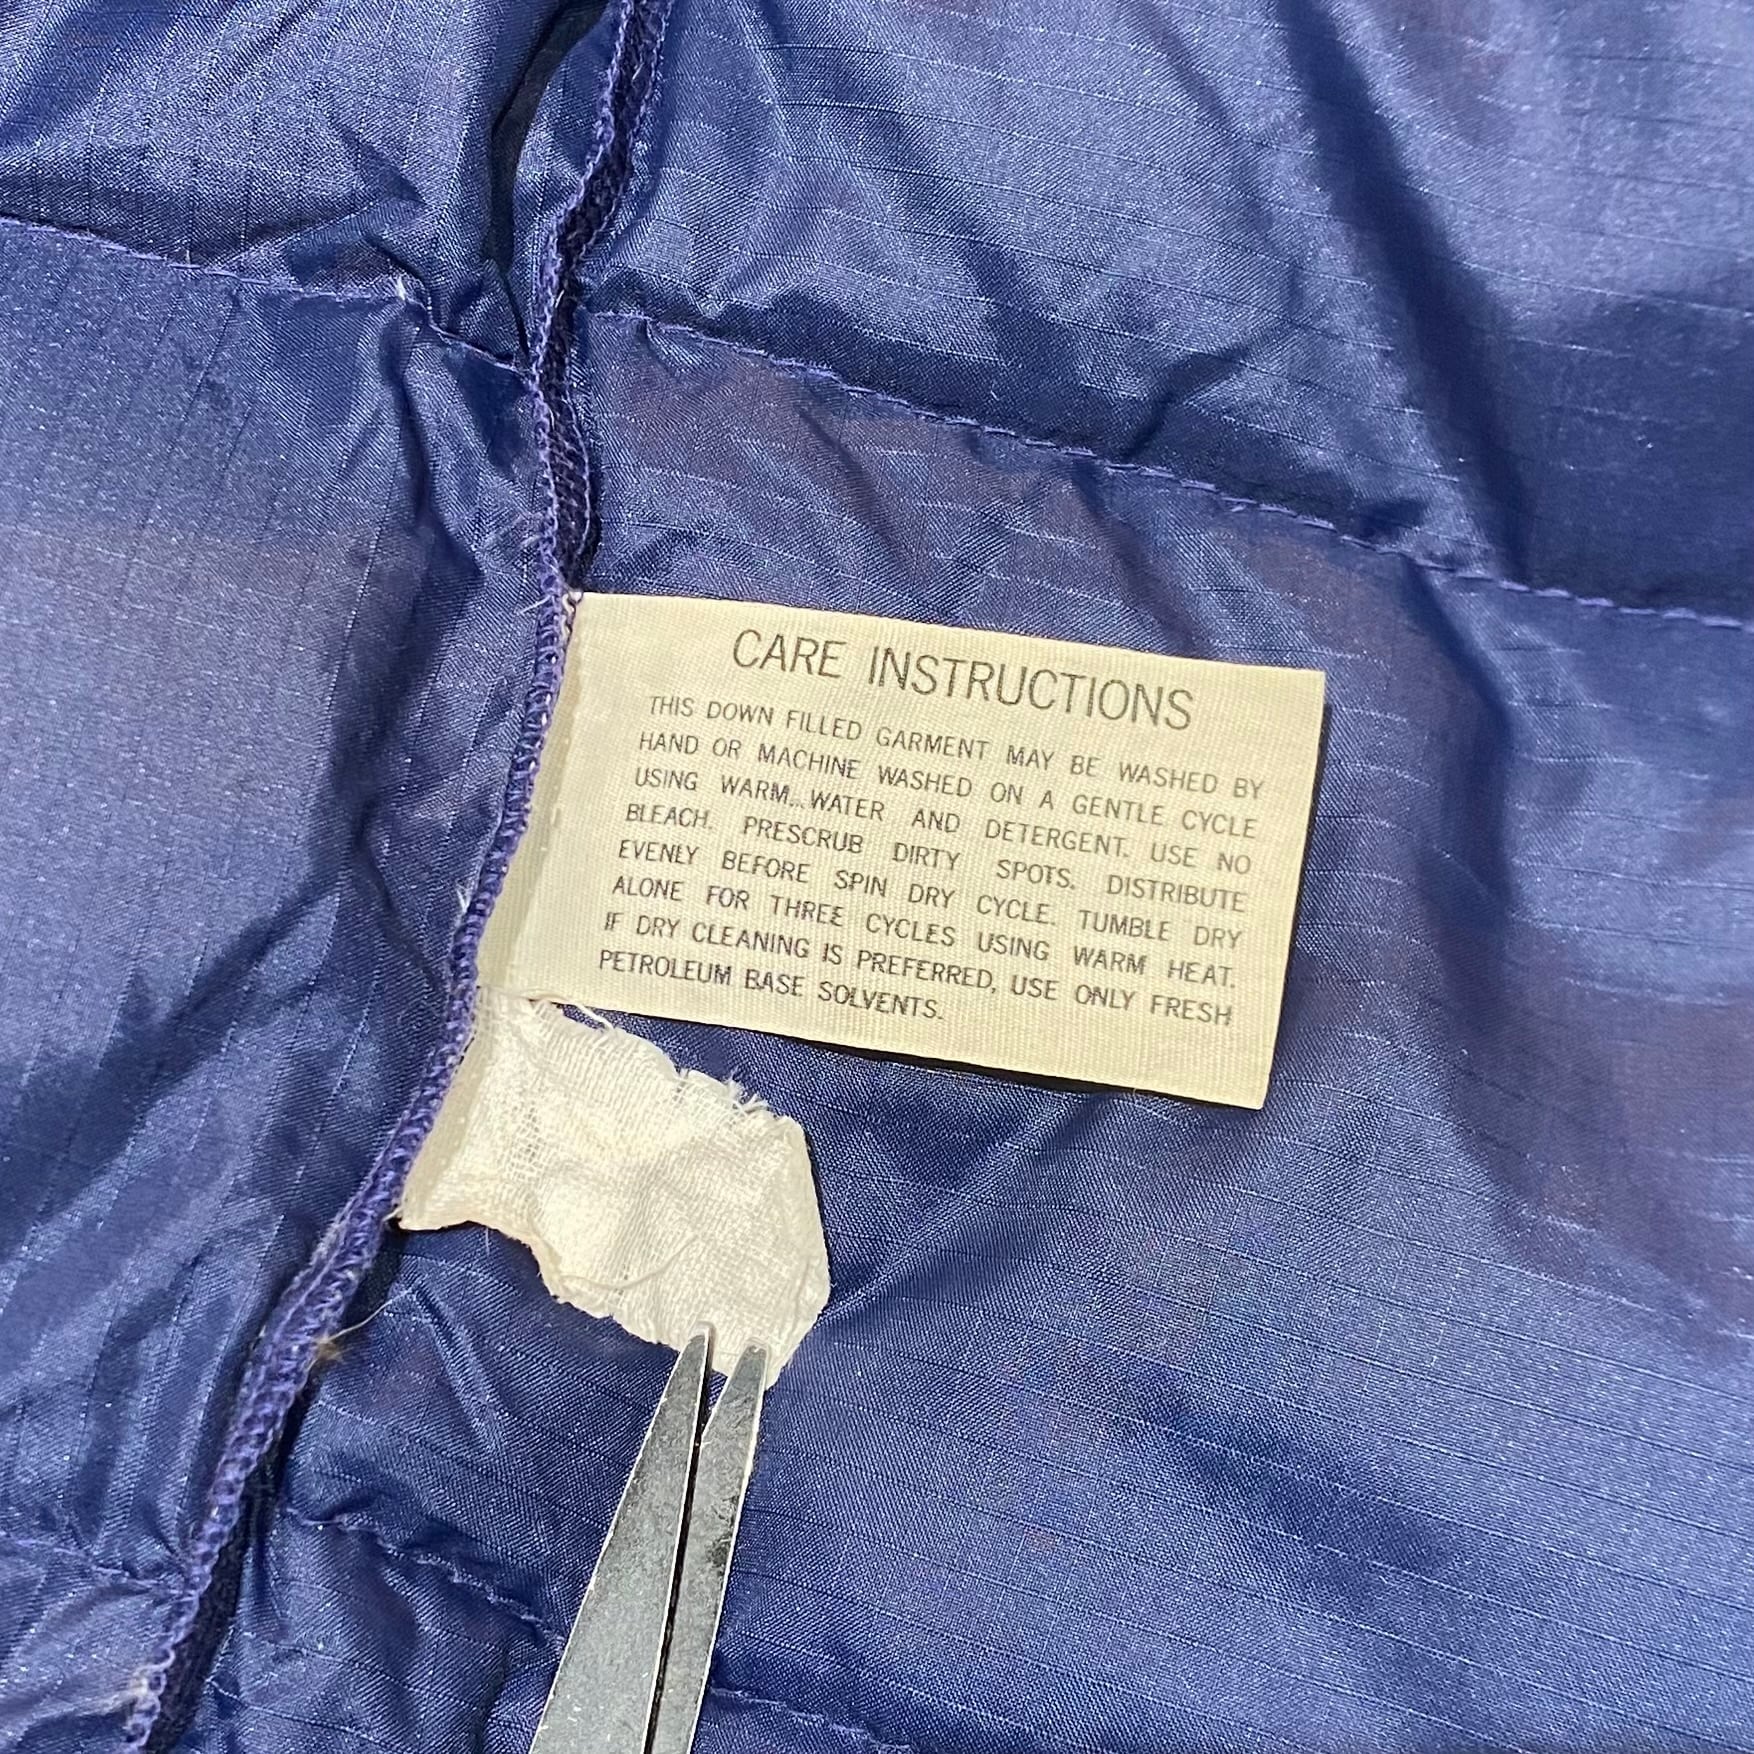 CARE INSTRUCTIONS
THIS DOWN FILLED GARMENT MAY BE WASHED BY
HAND OR MACHINE WASHED ON A GENTLE CYCLE
USING WARM...WATER AND DETERGENT. USE NO
BLEACH. PRESCRUB DIRTY SPOTS. DISTRIBUTE
EVENLY BEFORE SPIN DRY CYCLE. TUMBLE DRY
ALONE FOR THREE CYCLES USING WARM HEAT.
IF DRY CLEANING IS PREFERRED, USE ONLY FRESH
PETROLEUM BASE SOLVENTS.